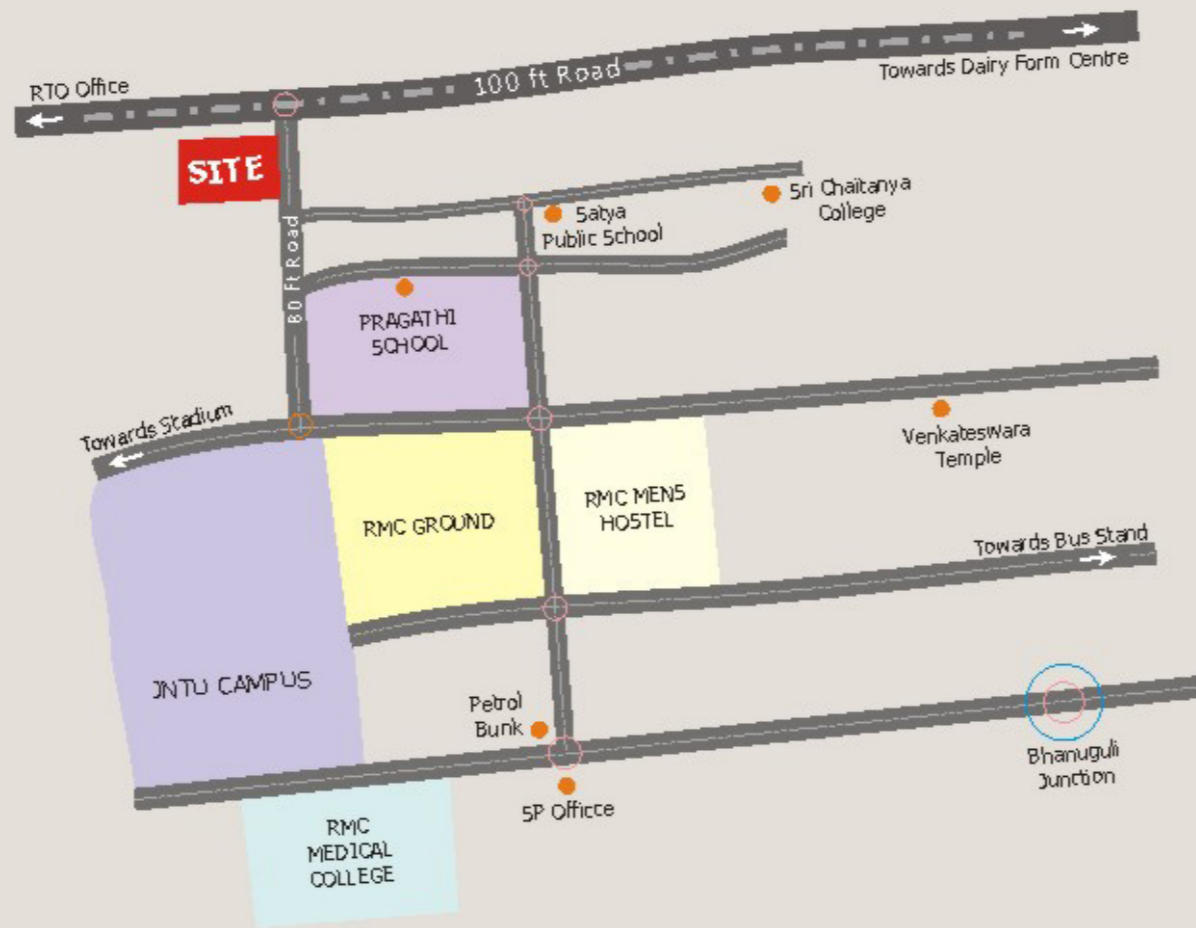 RTO Office
100 ft Road
Towards Dairy Form Centre
SITE
80 ft Road
Satya
Public School
Sri Chaitanya
College
PRAGATHI
SCHOOL
Towards Stadium
Venkateswara
Temple
RMC GROUND
RMC MENS
HOSTEL
Towards Bus Stand
JNTU CAMPUS
Petrol
Bunk
SP Officce
Bhanuguli
Junction
RMC
MEDICAL
COLLEGE